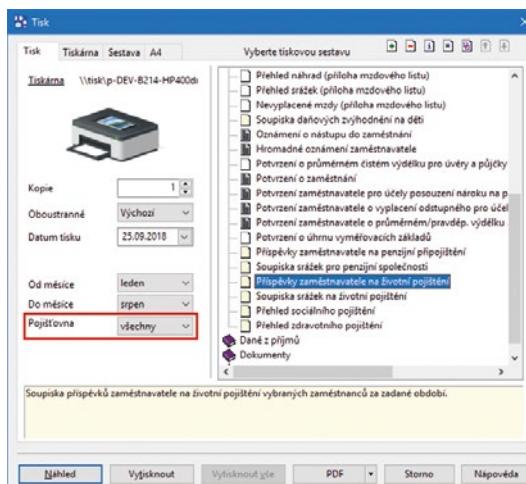 Tisk
Tisk Tiskárna Sestava A4 Vyberte tiskovou sestavu
Tiskárna \\tisk\p-DEV-B214-HP400dı
Kopie 1
Oboustranné Výchozí
Datum tisku 25.09.2018
Od měsíce leden
Do měsíce srpen
Pojišťovna všechny
Přehled náhrad (příloha mzdového listu)
Přehled srážek (příloha mzdového listu)
Nevyplacené mzdy (příloha mzdového listu)
Soupiska daňových zvýhodnění na děti
Oznámení o nástupu do zaměstnání
Hromadné oznámení zaměstnavatele
Potvrzení o průměrném čistém výdělku pro úvěry a půjčky
Potvrzení o zaměstnání
Potvrzení zaměstnavatele pro účely posouzení nároku na p
Potvrzení zaměstnavatele o vyplacení odstupného pro účel
Potvrzení zaměstnavatele o průměrném/pravděp. výdělku
Potvrzení o úhrnu vyměřovacích základů
Příspěvky zaměstnavatele na penzijní připojištění
Soupiska srážek pro penzijní společnosti
Příspěvky zaměstnavatele na životní pojištění
Soupiska srážek na životní pojištění
Přehled sociálního pojištění
Přehled zdravotního pojištění
Daně z příjmů
Dokumenty
Soupiska příspěvků zaměstnavatele na životní pojištění vybraných zaměstnanců za zadané období.
Náhled Vytisknout Vytisknout vše PDF Storno Nápověda